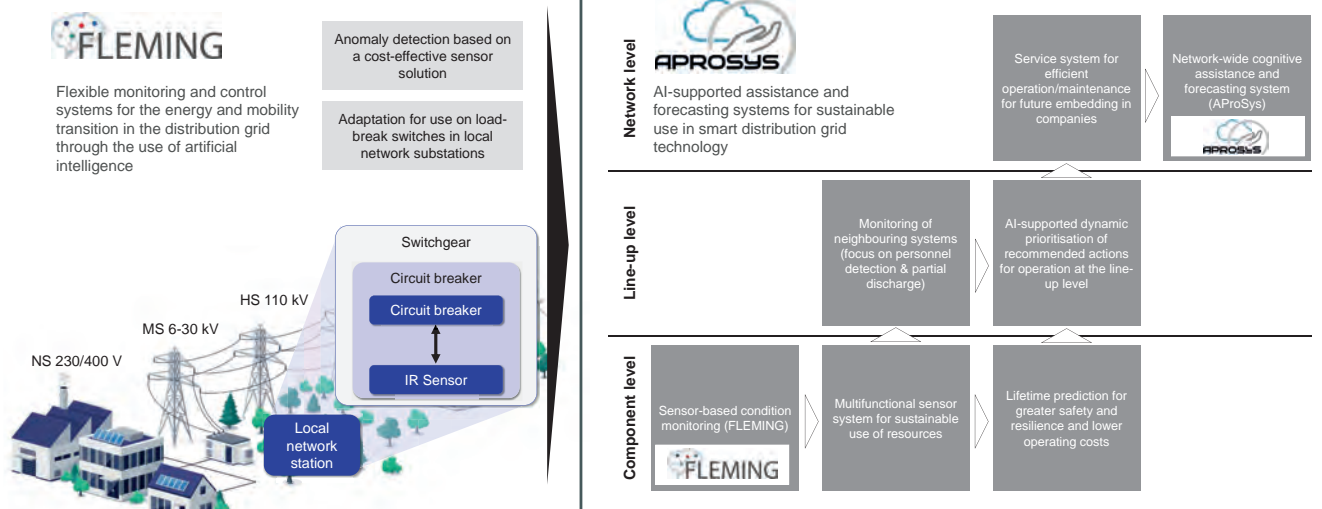 FLEMING
Flexible monitoring and control
systems for the energy and mobility
transition in the distribution grid
through the use of artificial
intelligence
Anomaly detection based on
a cost-effective sensor
solution
Adaptation for use on load-
break switches in local
network substations
Switchgear
Circuit breaker
Circuit breaker
IR Sensor
HS 110 kV
MS 6-30 kV
NS 230/400 V
Local
network
station
Network level
APROSYS
AI-supported assistance and
forecasting systems for sustainable
use in smart distribution grid
technology
Service system for
efficient
operation/maintenance
for future embedding in
companies
Network-wide cognitive
assistance and
forecasting system
(AProSys)
APROSYS
Line-up level
Monitoring of
neighbouring systems
(focus on personnel
detection & partial
discharge)
AI-supported dynamic
prioritisation of
recommended actions
for operation at the line-
up level
Component level
Sensor-based condition
monitoring (FLEMING)
FLEMING
Multifunctional sensor
system for sustainable
use of resources
Lifetime prediction for
greater safety and
resilience and lower
operating costs